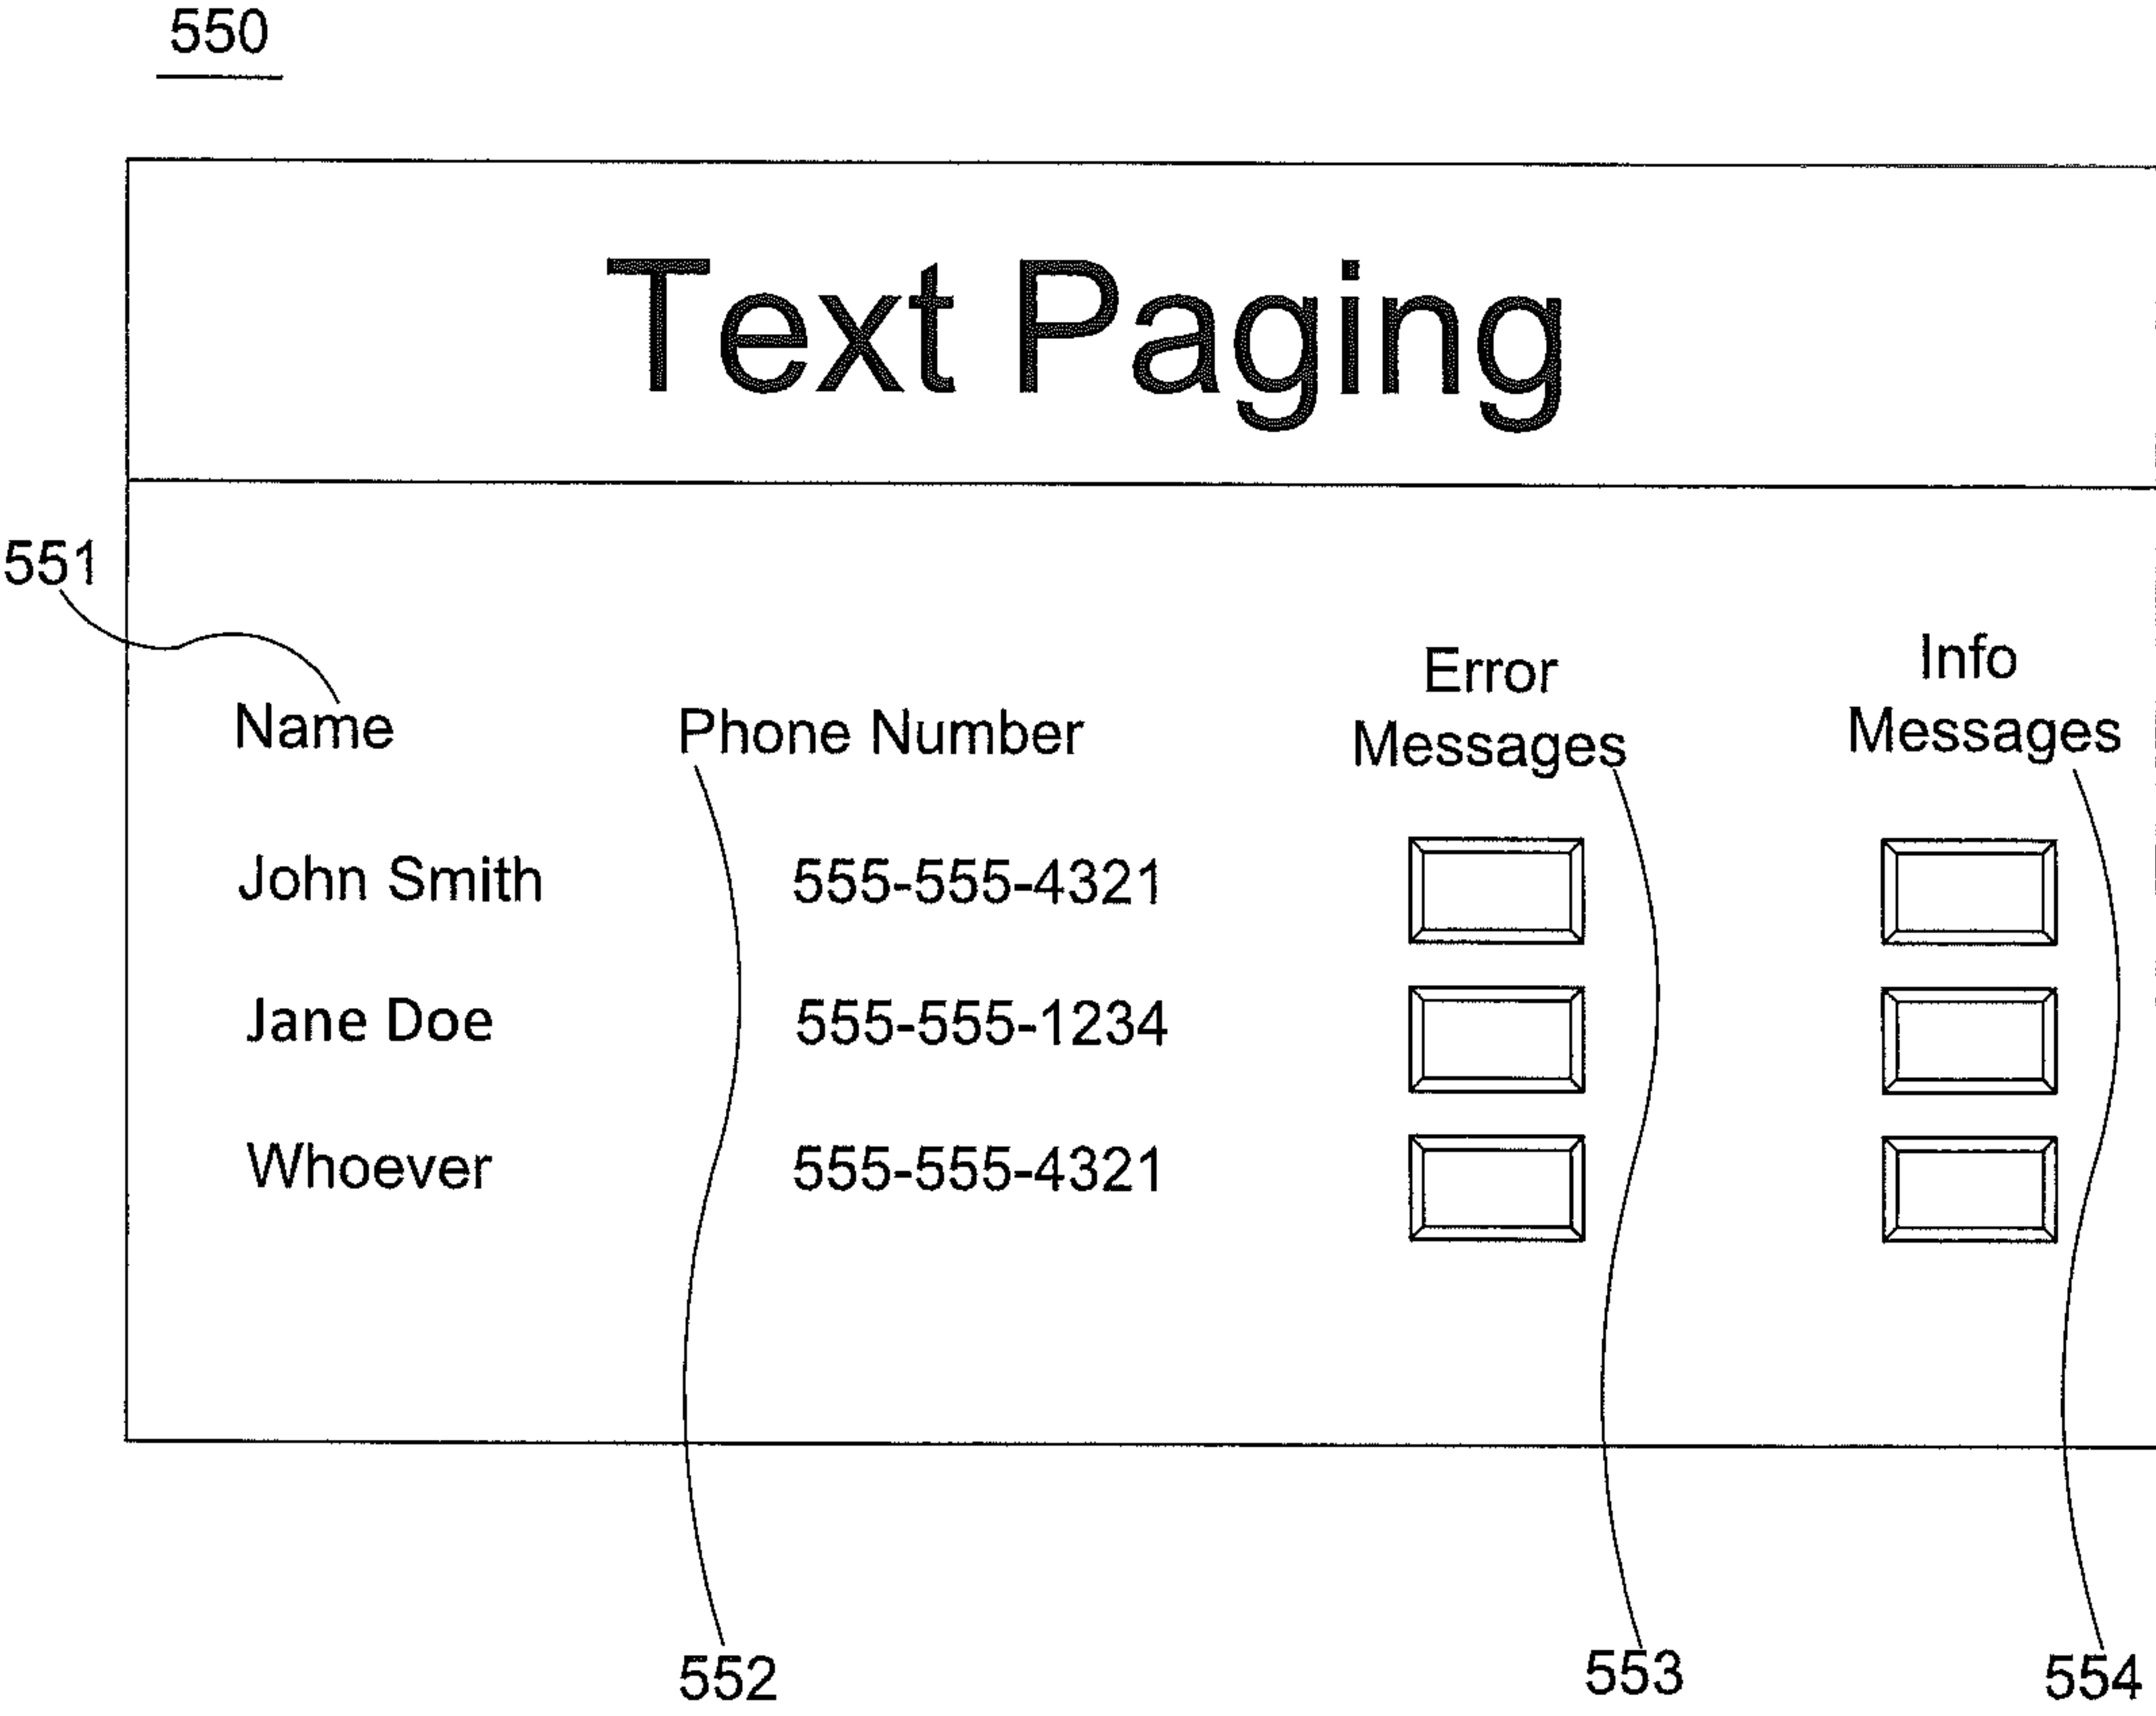 550
Text Paging
551
Name
Phone Number
Error
Messages
Info
Messages
John Smith 555-555-4321
Jane Doe 555-555-1234
Whoever 555-555-4321
552
553
554